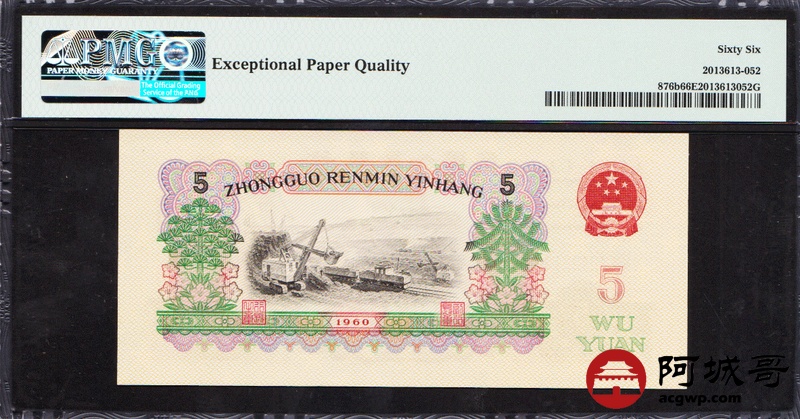 PMG
PAPER MONEY GUARANTY
The Official Grading
Service of the ANA
Exceptional Paper Quality
Sixty Six
2013613-052
876b66E2013613052G
5 ZHONGGUO RENMIN YINHANG 5
1960
5
WU
YUAN
阿城哥
acgwp.com